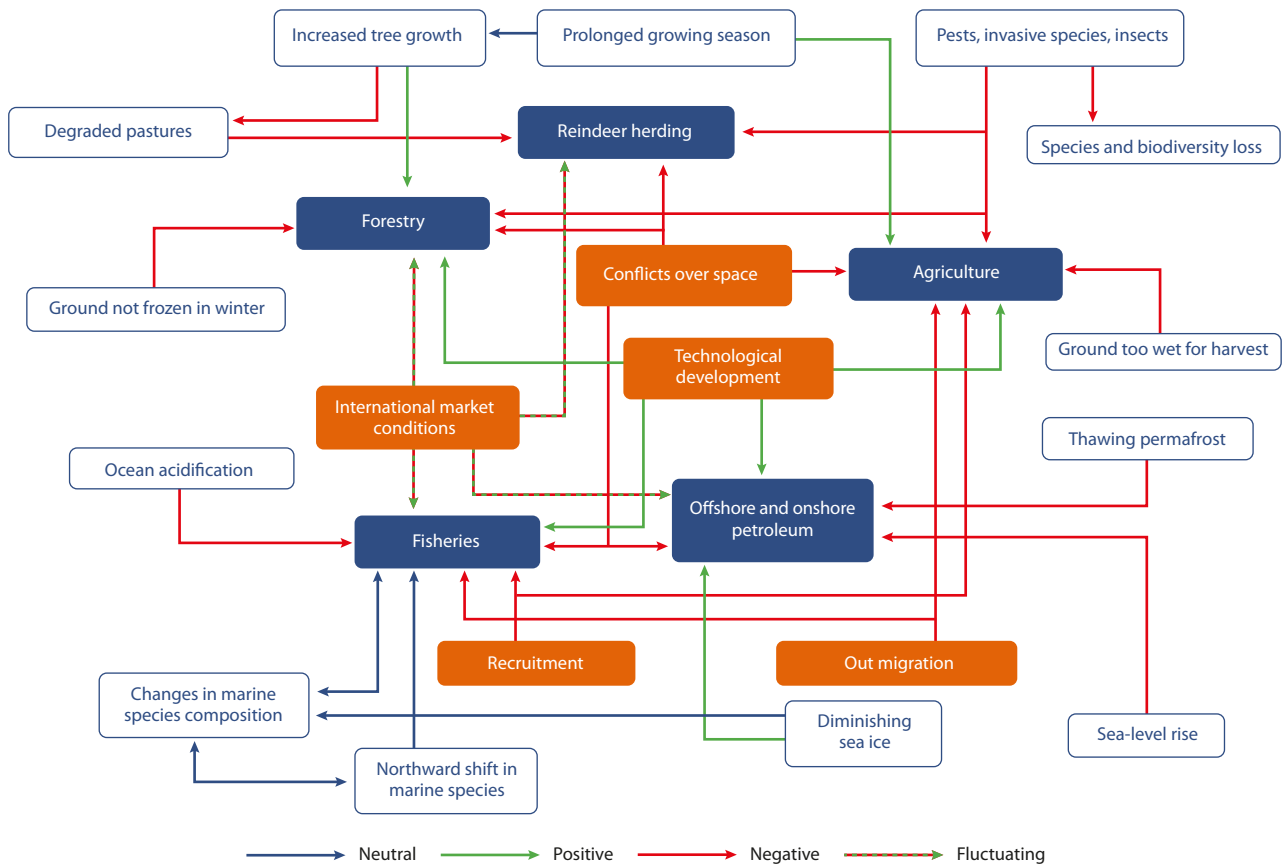 Increased tree growth
Prolonged growing season
Pests, invasive species, insects
Degraded pastures
Reindeer herding
Species and biodiversity loss
Forestry
Conflicts over space
Agriculture
Ground not frozen in winter
Ground too wet for harvest
Technological
development
International market
conditions
Thawing permafrost
Ocean acidification
Offshore and onshore
petroleum
Fisheries
Recruitment
Out migration
Changes in marine
species composition
Diminishing
sea ice
Sea-level rise
Northward shift in
marine species
Neutral
Positive
Negative
Fluctuating